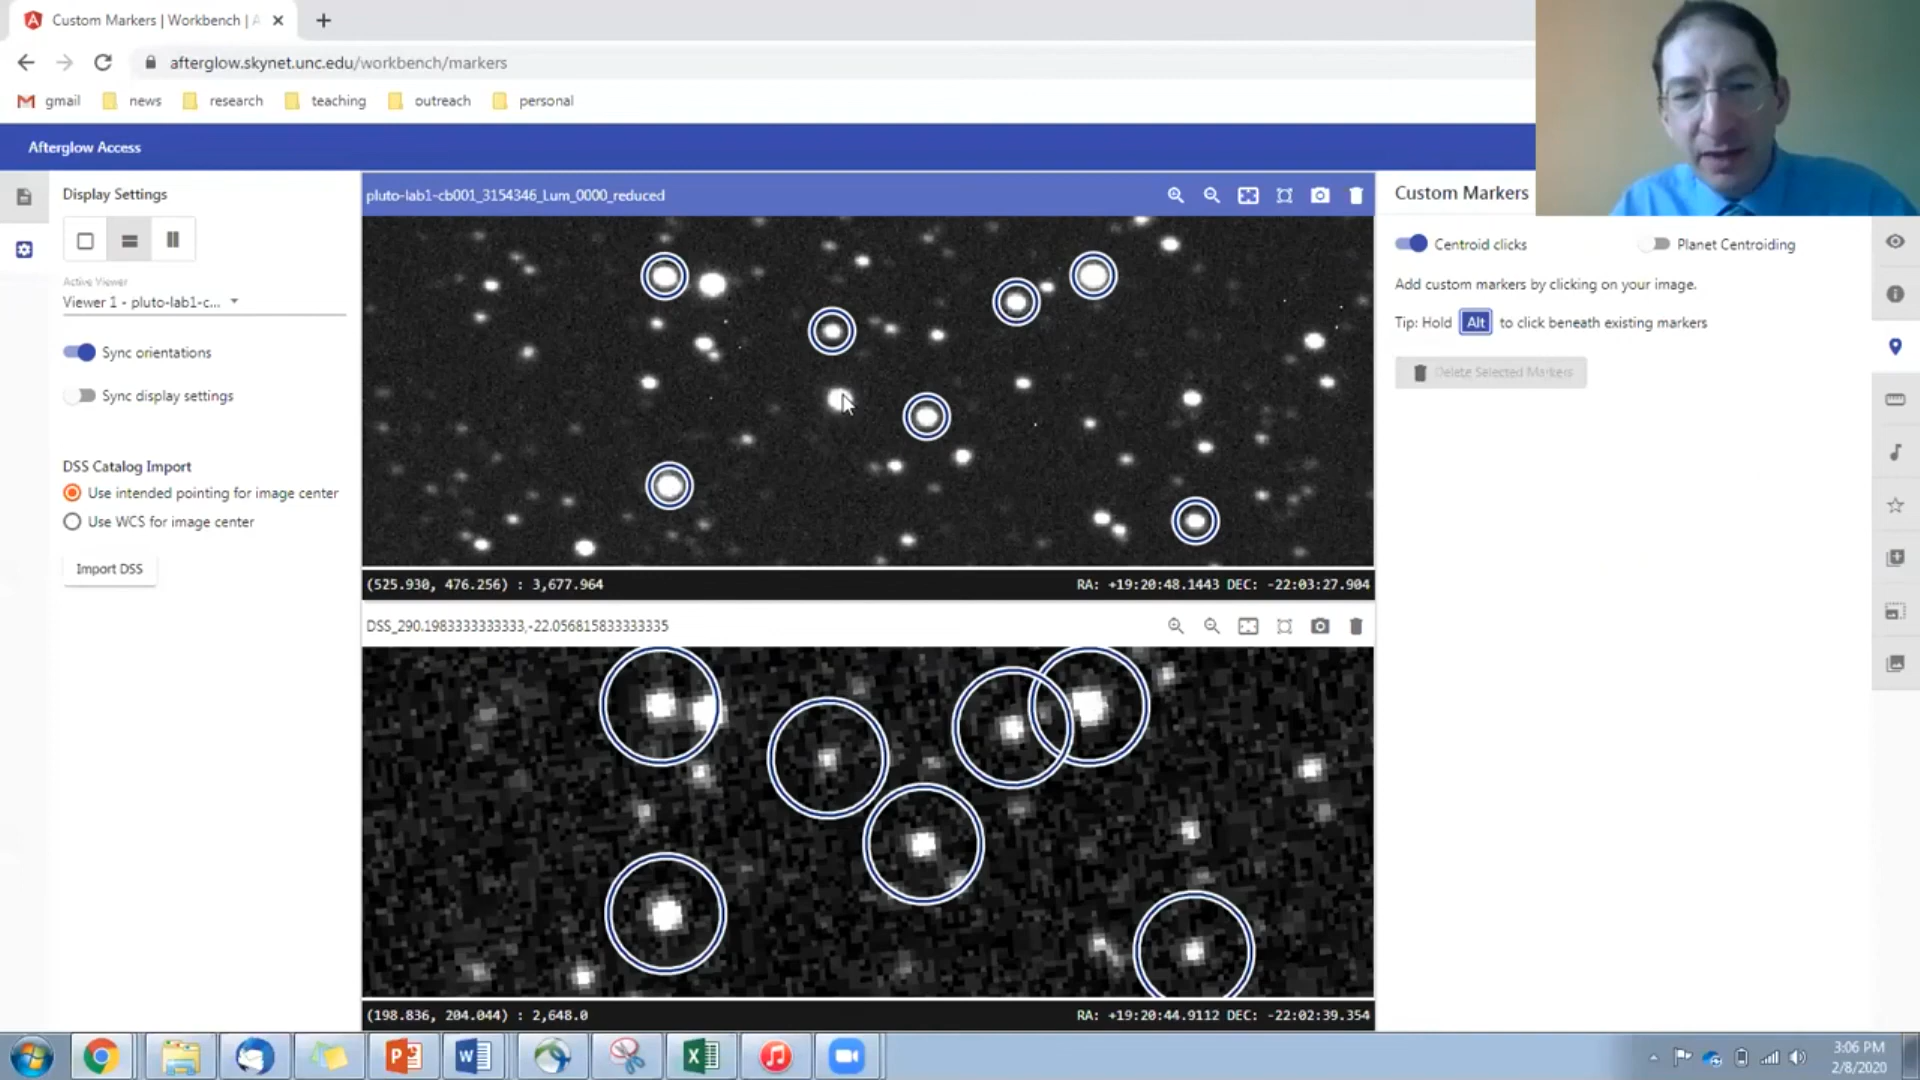 Custom Markers | Workbench | A
afterglow.skynet.unc.edu/workbench/markers
gmail news research teaching outreach personal
Afterglow Access
Display Settings
Active Viewer
Viewer 1 - pluto-lab1-c...
Sync orientations
Sync display settings
DSS Catalog Import
Use intended pointing for image center
Use WCS for image center
Import DSS
pluto-lab1-cb001_3154346_Lum_0000_reduced
(525.930, 476.256) : 3,677.964 RA: +19:20:48.1443 DEC: -22:03:27.904
DSS_290.1983333333333,-22.056815833333335
(198.836, 204.044) : 2,648.0 RA: +19:20:44.9112 DEC: -22:02:39.354
Custom Markers
Centroid clicks Planet Centroiding
Add custom markers by clicking on your image.
Tip: Hold Alt to click beneath existing markers
Delete Selected Markers
3:06 PM
2/8/2020